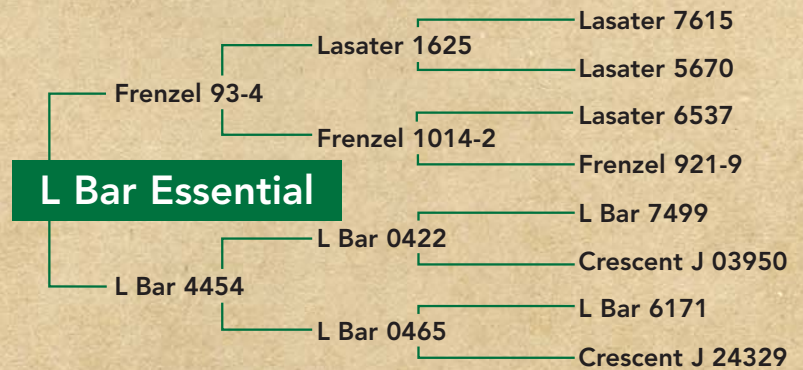 Lasater 7615
Lasater 1625
Lasater 5670
Frenzel 93-4
Lasater 6537
Frenzel 1014-2
Frenzel 921-9
L Bar Essential
L Bar 7499
L Bar 0422
Crescent J 03950
L Bar 4454
L Bar 6171
L Bar 0465
Crescent J 24329